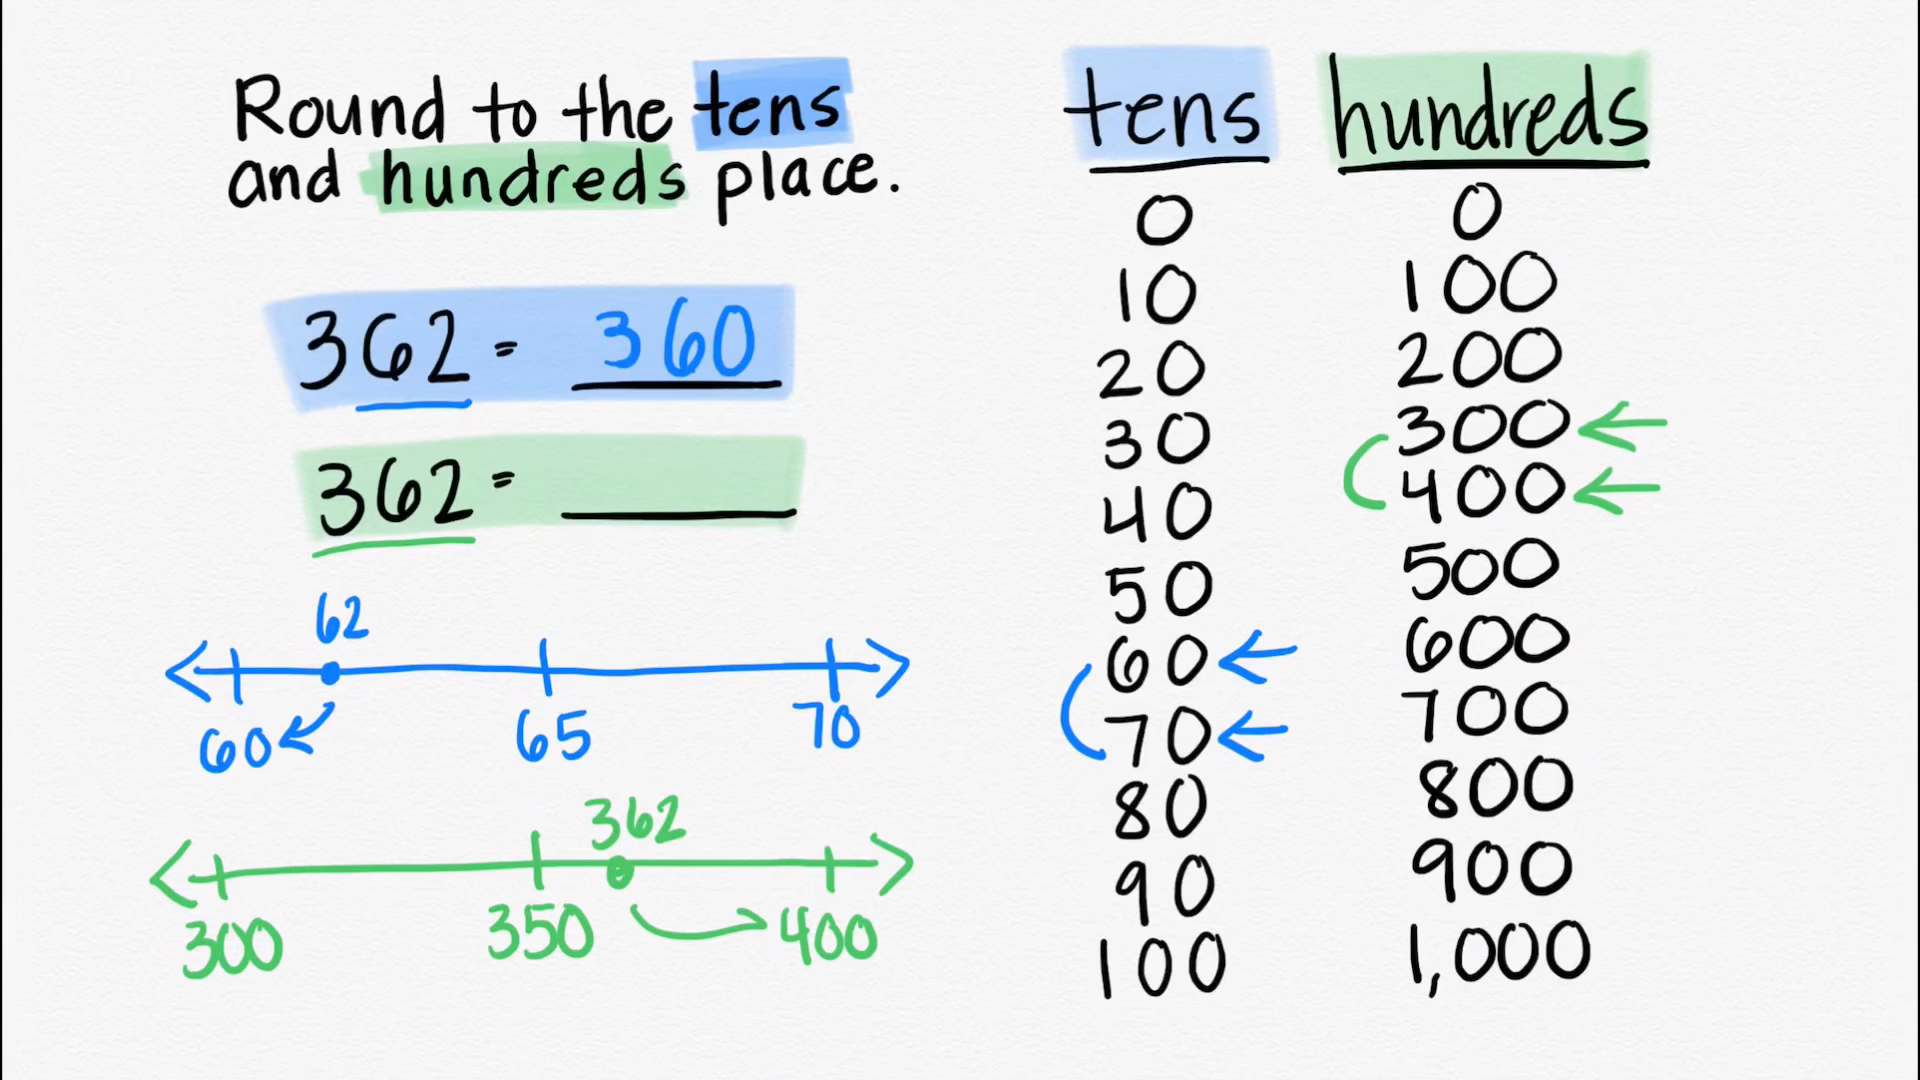 Round to the tens
and hundreds place.
362 = 360
362 =
62
60 65 70
362
300 350 400
tens hundreds
0 0
10 100
20 200
30 300
40 400
50 500
60 600
70 700
80 800
90 900
100 1,000